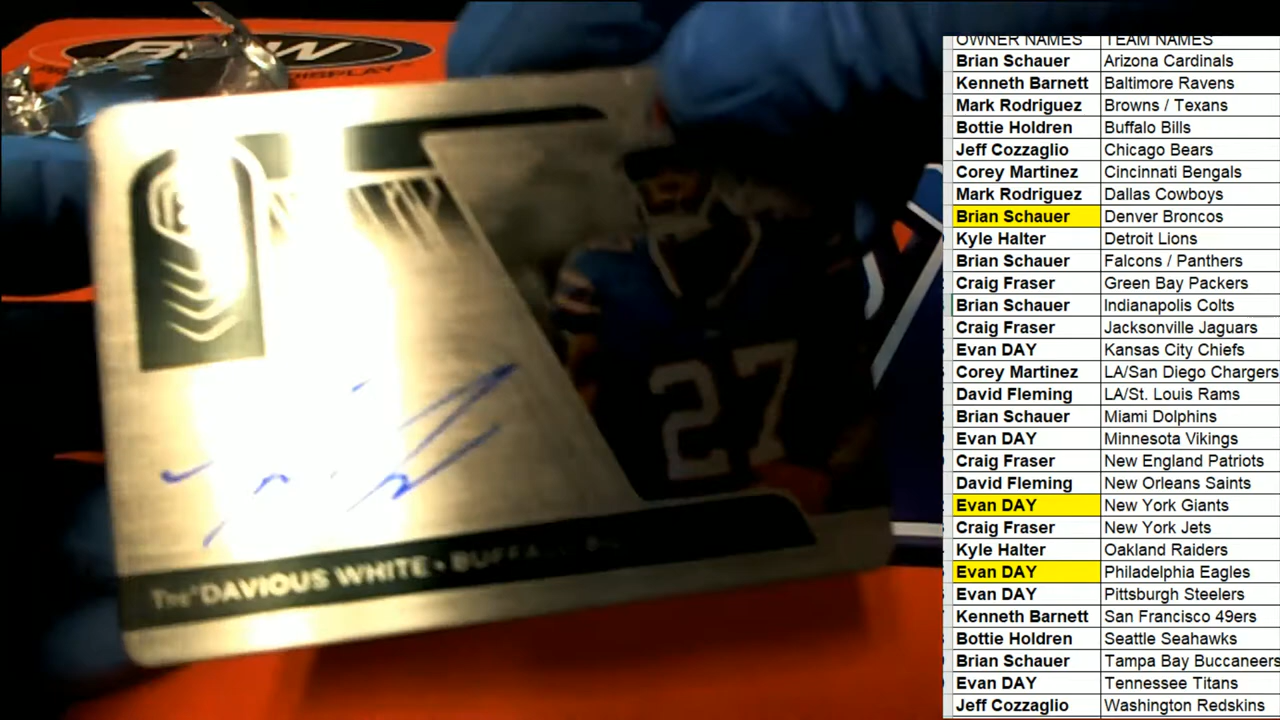 DISPLAY
27
Tre'DAVIOUS WHITE • BUFFALO
OWNER NAMES TEAM NAMES
Brian Schauer Arizona Cardinals
Kenneth Barnett Baltimore Ravens
Mark Rodriguez Browns / Texans
Bottie Holdren Buffalo Bills
Jeff Cozzaglio Chicago Bears
Corey Martinez Cincinnati Bengals
Mark Rodriguez Dallas Cowboys
Brian Schauer Denver Broncos
Kyle Halter Detroit Lions
Brian Schauer Falcons / Panthers
Craig Fraser Green Bay Packers
Brian Schauer Indianapolis Colts
Craig Fraser Jacksonville Jaguars
Evan DAY Kansas City Chiefs
Corey Martinez LA/San Diego Chargers
David Fleming LA/St. Louis Rams
Brian Schauer Miami Dolphins
Evan DAY Minnesota Vikings
Craig Fraser New England Patriots
David Fleming New Orleans Saints
Evan DAY New York Giants
Craig Fraser New York Jets
Kyle Halter Oakland Raiders
Evan DAY Philadelphia Eagles
Evan DAY Pittsburgh Steelers
Kenneth Barnett San Francisco 49ers
Bottie Holdren Seattle Seahawks
Brian Schauer Tampa Bay Buccaneers
Evan DAY Tennessee Titans
Jeff Cozzaglio Washington Redskins